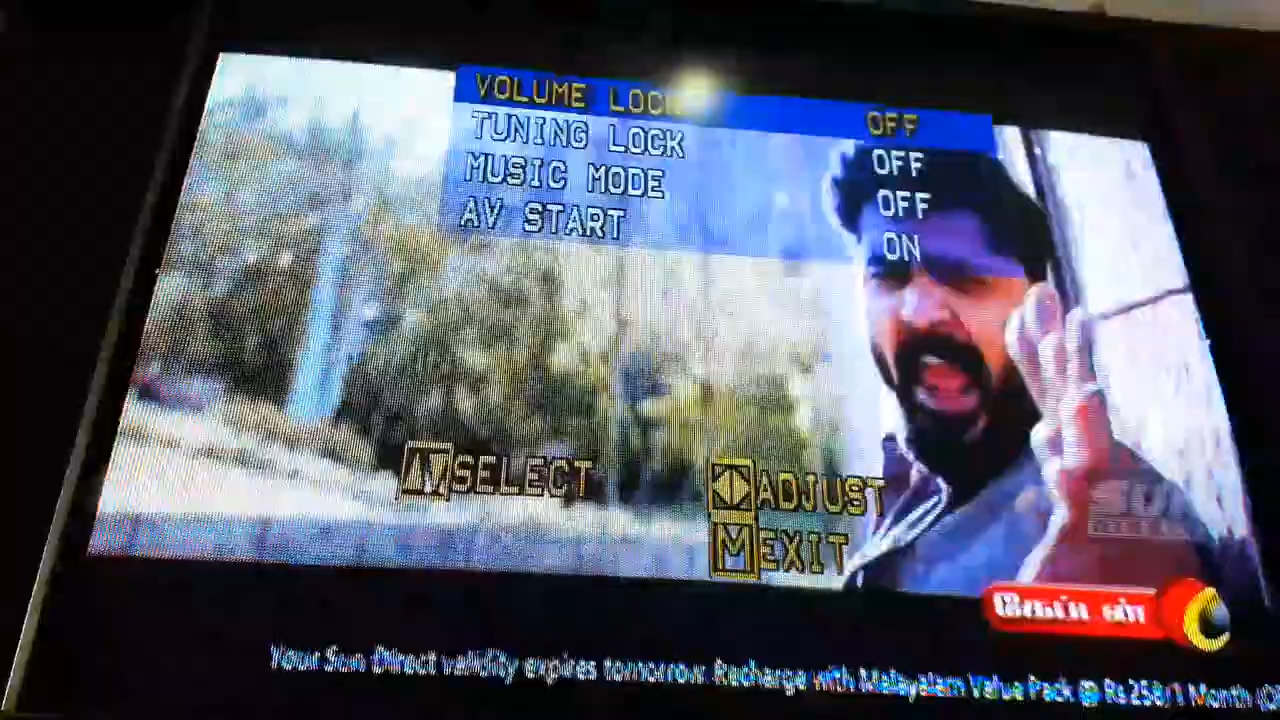 VOLUME LOCK OFF
TUNING LOCK OFF
MUSIC MODE OFF
AV START ON
SELECT
ADJUST
M EXIT
SUN
Your Sun Direct validity expires tomorrow. Recharge with Malayalam Value Pack @ Rs 258/1 Month